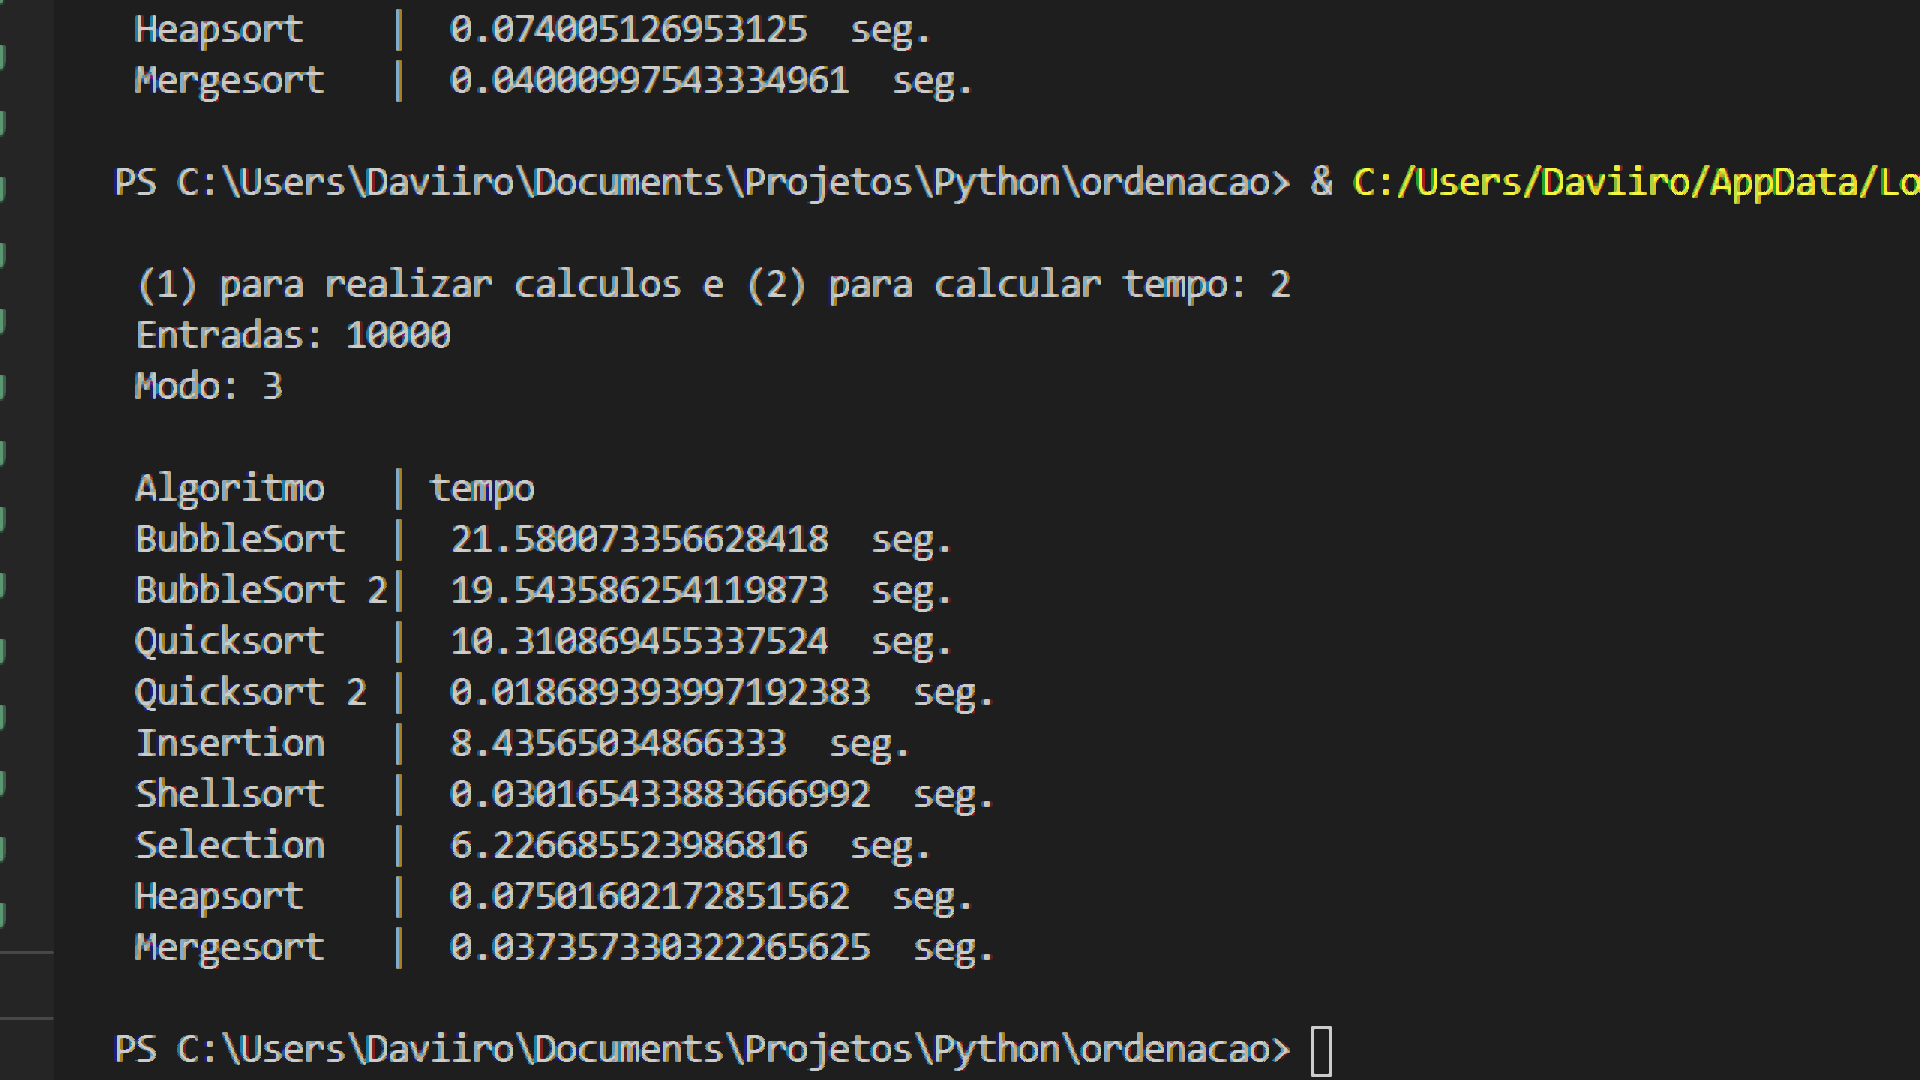 Heapsort | 0.074005126953125 seg.
Mergesort | 0.04000997543334961 seg.
PS C:\Users\Daviiro\Documents\Projetos\Python\ordenacao> & C:/Users/Daviiro/AppData/Lo
(1) para realizar calculos e (2) para calcular tempo: 2
Entradas: 10000
Modo: 3
Algoritmo | tempo
BubbleSort | 21.580073356628418 seg.
BubbleSort 2| 19.543586254119873 seg.
Quicksort | 10.310869455337524 seg.
Quicksort 2 | 0.018689393997192383 seg.
Insertion | 8.43565034866333 seg.
Shellsort | 0.030165433883666992 seg.
Selection | 6.226685523986816 seg.
Heapsort | 0.07501602172851562 seg.
Mergesort | 0.037357330322265625 seg.
PS C:\Users\Daviiro\Documents\Projetos\Python\ordenacao>